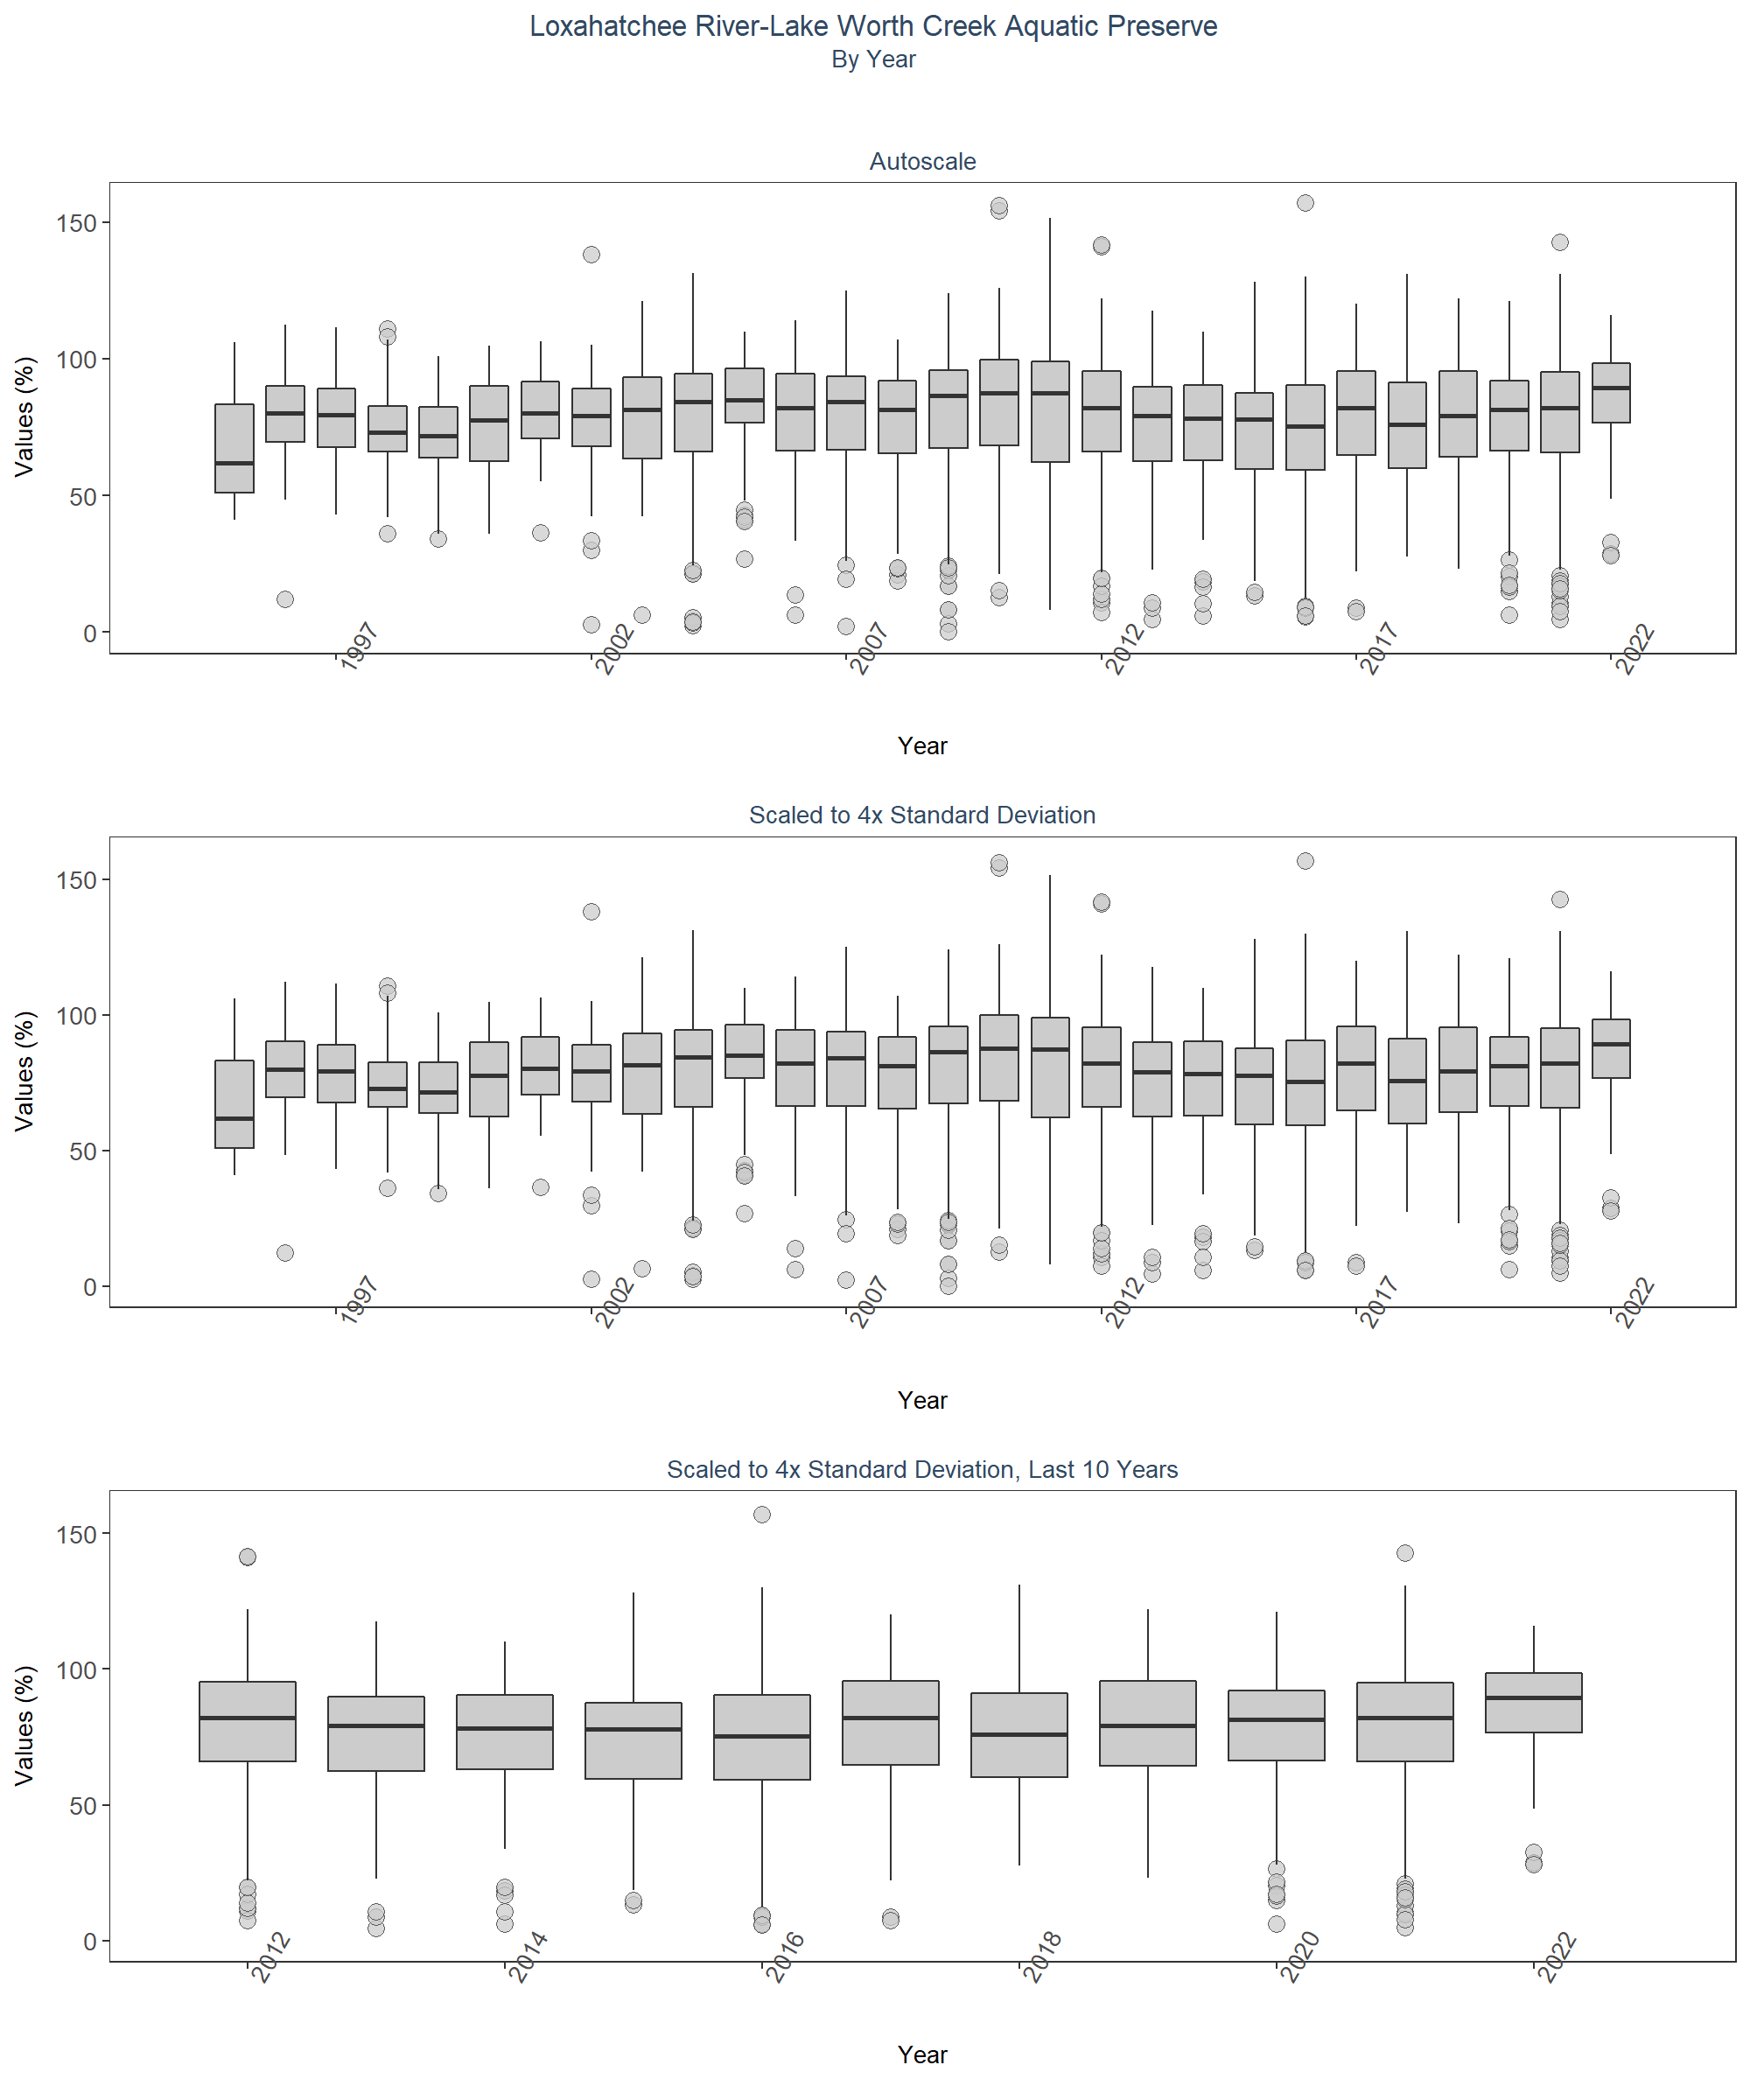 Loxahatchee River-Lake Worth Creek Aquatic Preserve
By Year
Autoscale
Values (%)
150
100
50
0
1997 2002 2007 2012 2017 2022
Year
Scaled to 4x Standard Deviation
Values (%)
150
100
50
0
1997 2002 2007 2012 2017 2022
Year
Scaled to 4x Standard Deviation, Last 10 Years
Values (%)
150
100
50
0
2012 2014 2016 2018 2020 2022
Year